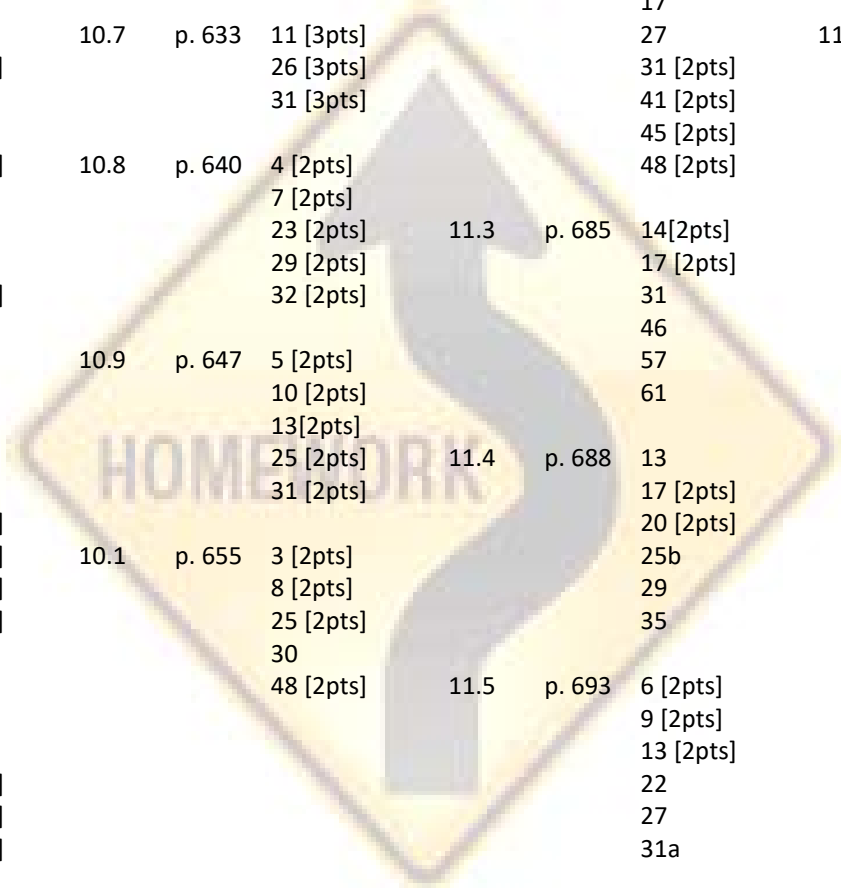 10.7 p. 633 11 [3pts]
26 [3pts]
31 [3pts]
10.8 p. 640 4 [2pts]
7 [2pts]
23 [2pts]
29 [2pts]
32 [2pts]
10.9 p. 647 5 [2pts]
10 [2pts]
13[2pts]
25 [2pts]
31 [2pts]
10.1 p. 655 3 [2pts]
8 [2pts]
25 [2pts]
30
48 [2pts]
17
27
31 [2pts]
41 [2pts]
45 [2pts]
48 [2pts]
11.3 p. 685 14[2pts]
17 [2pts]
31
46
57
61
11.4 p. 688 13
17 [2pts]
20 [2pts]
25b
29
35
11.5 p. 693 6 [2pts]
9 [2pts]
13 [2pts]
22
27
31a
11
HOMEWORK